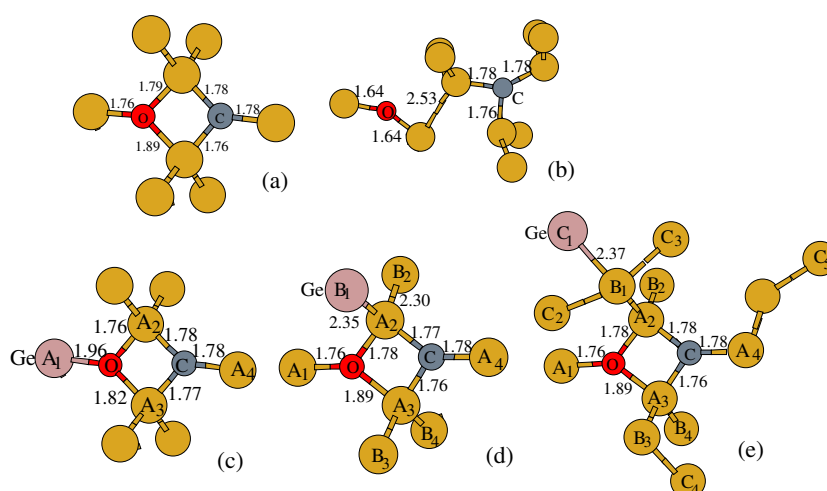 1.79 1.78
1.76 O C 1.78
1.89 1.76
(a)
1.78 1.78
1.64 2.53 C
O 1.76
1.64
(b)
A2
1.76 1.78
Ge A1 1.96 O C 1.78 A4
1.82 1.77
A3
(c)
B2
Ge B1
2.30
2.35 A2
1.77
A1 1.76 1.78 C 1.78 A4
O
1.76
1.89 A3
B4
B3
(d)
Ge C1 C3
2.37
B1 B2
C2 A2
1.78 1.78
A1 1.76 O C 1.78 A4
1.89 1.76
A3
B3 B4
C4
(e)